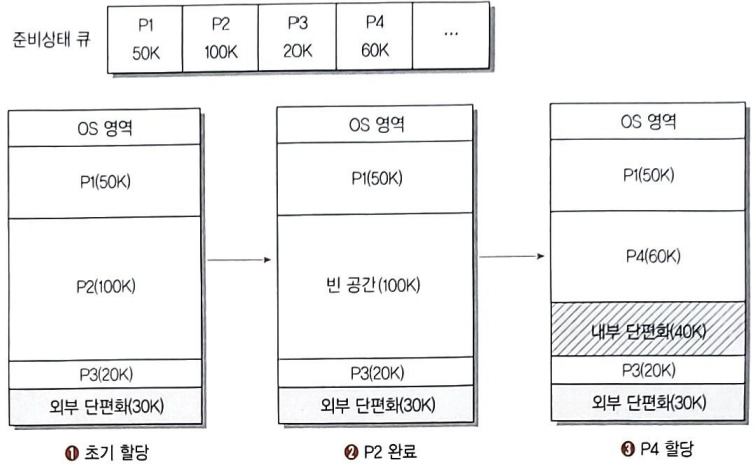 준비상태 큐
P1 P2 P3 P4 ...
50K 100K 20K 60K
OS 영역
P1(50K)
P2(100K)
P3(20K)
외부 단편화(30K)
❶ 초기 할당
OS 영역
P1(50K)
빈 공간(100K)
P3(20K)
외부 단편화(30K)
❷ P2 완료
OS 영역
P1(50K)
P4(60K)
내부 단편화(40K)
P3(20K)
외부 단편화(30K)
❸ P4 할당